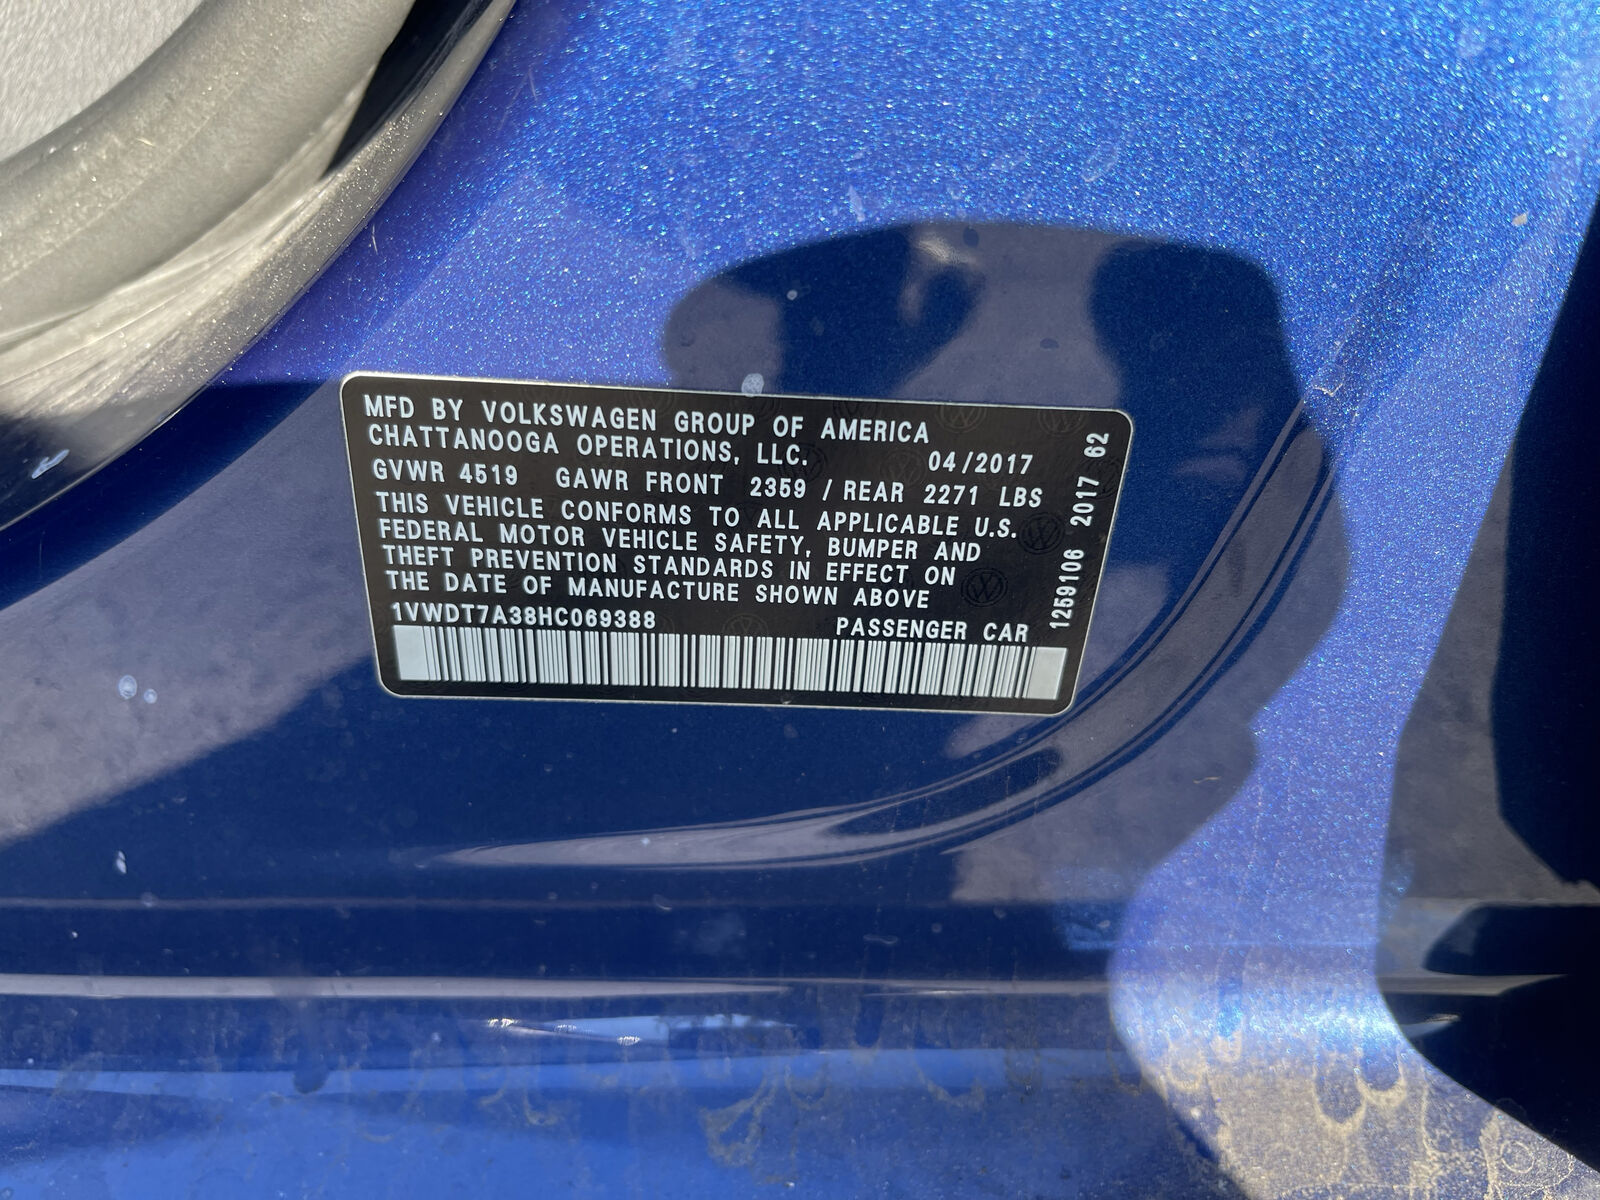 MFD BY VOLKSWAGEN GROUP OF AMERICA
CHATTANOOGA OPERATIONS, LLC. 04/2017
GVWR 4519 GAWR FRONT 2359 / REAR 2271 LBS
THIS VEHICLE CONFORMS TO ALL APPLICABLE U.S.
FEDERAL MOTOR VEHICLE SAFETY, BUMPER AND
THEFT PREVENTION STANDARDS IN EFFECT ON
THE DATE OF MANUFACTURE SHOWN ABOVE
1VWDT7A38HC069388 PASSENGER CAR
1259106 2017 62